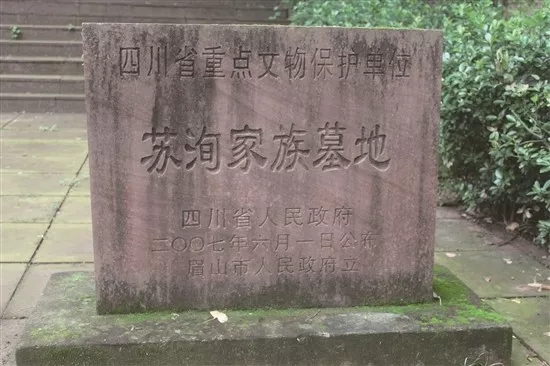 四川省重点文物保护单位
苏洵家族墓地
四川省人民政府
二〇〇七年六月一日公布
眉山市人民政府立